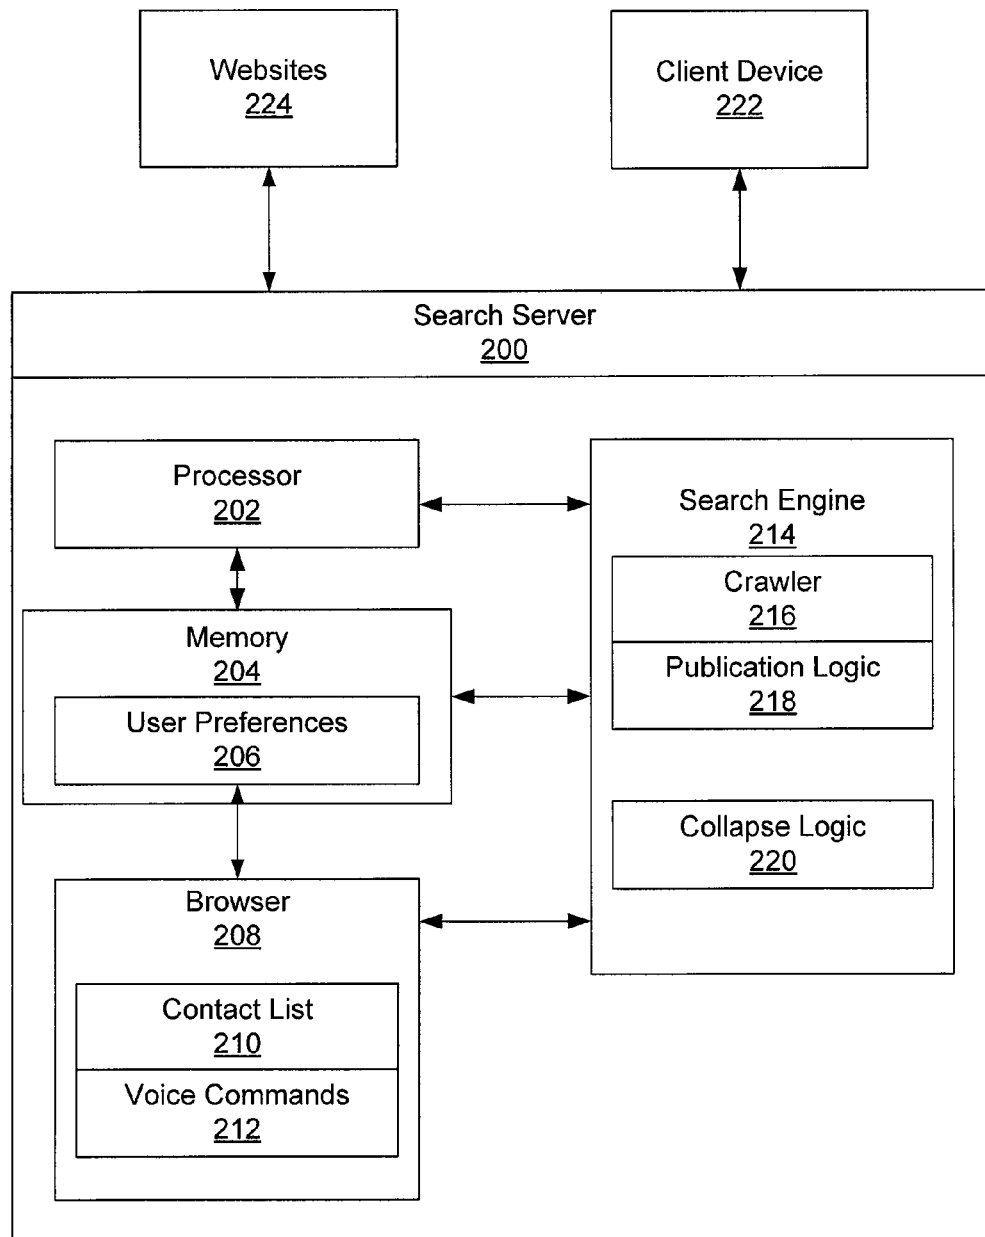 Websites
224
Client Device
222
Search Server
200
Processor
202
Search Engine
214
Crawler
216
Publication Logic
218
Memory
204
User Preferences
206
Collapse Logic
220
Browser
208
Contact List
210
Voice Commands
212